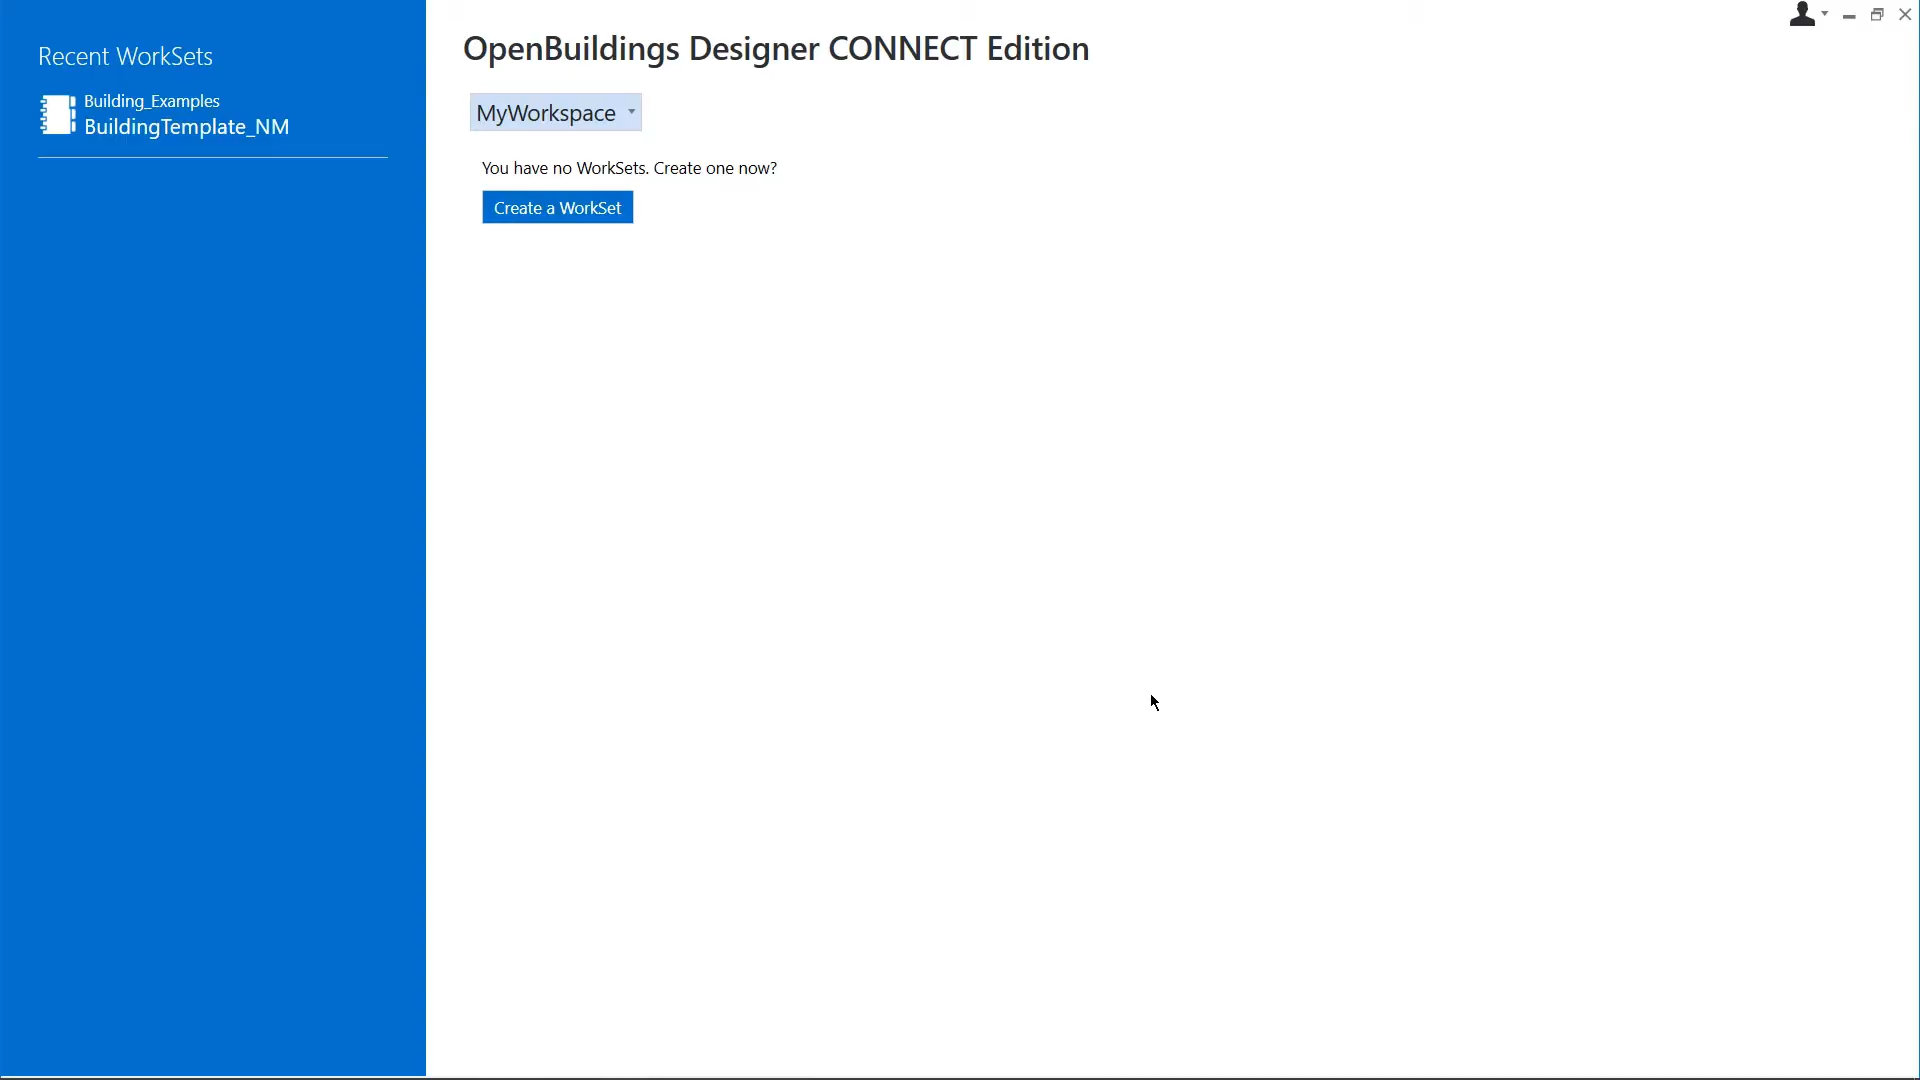 Recent WorkSets
Building_Examples
BuildingTemplate_NM
OpenBuildings Designer CONNECT Edition
MyWorkspace
You have no WorkSets. Create one now?
Create a WorkSet